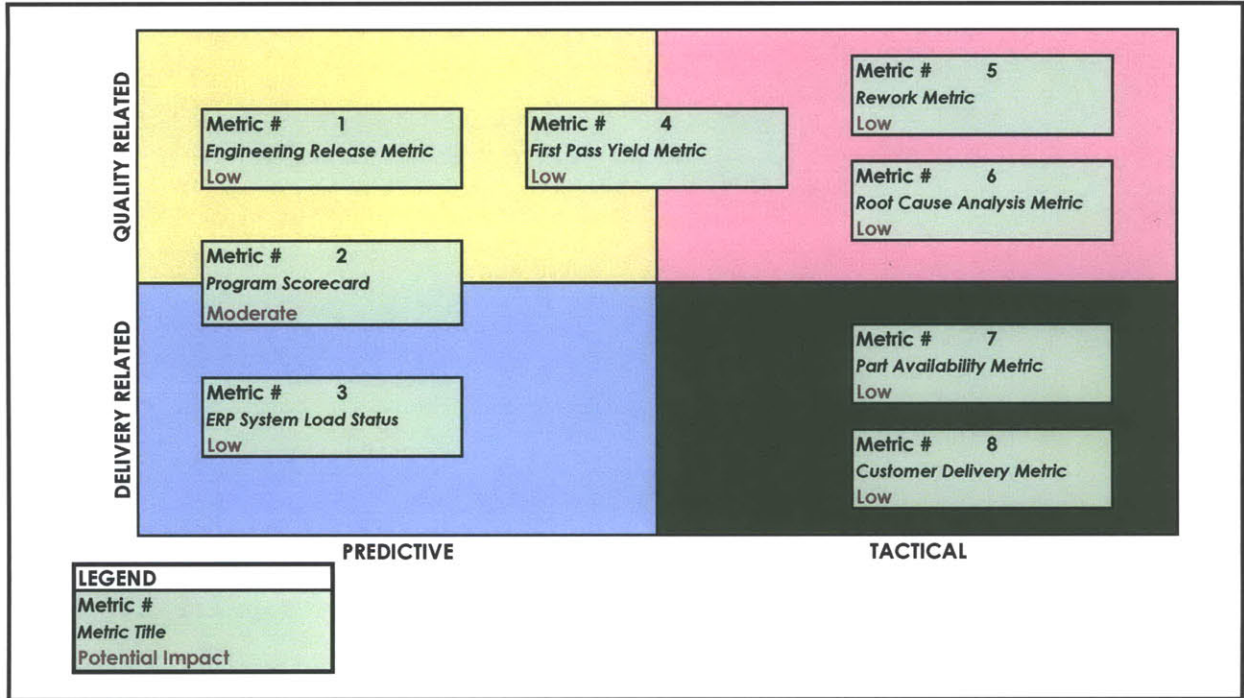 QUALITY RELATED
DELIVERY RELATED
Metric # 1
Engineering Release Metric
Low
Metric # 2
Program Scorecard
Moderate
Metric # 3
ERP System Load Status
Low
Metric # 4
First Pass Yield Metric
Low
Metric # 5
Rework Metric
Low
Metric # 6
Root Cause Analysis Metric
Low
Metric # 7
Part Availability Metric
Low
Metric # 8
Customer Delivery Metric
Low
PREDICTIVE
TACTICAL
LEGEND
Metric #
Metric Title
Potential Impact